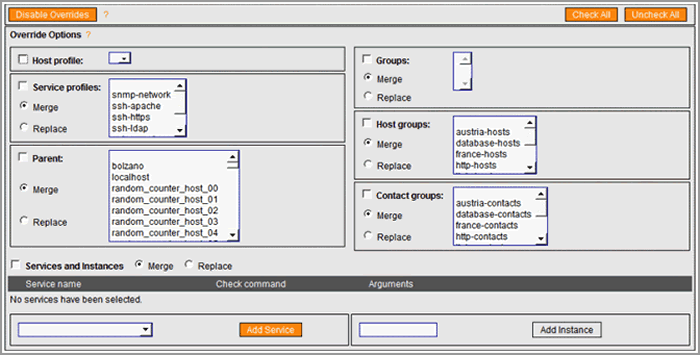 Disable Overrides ? Check All Uncheck All
Override Options ?
Host profile:
Service profiles:
Merge
Replace
snmp-network
ssh-apache
ssh-https
ssh-ldap
Parent:
Merge
Replace
bolzano
localhost
random_counter_host_00
random_counter_host_01
random_counter_host_02
random_counter_host_03
random_counter_host_04
Groups:
Merge
Replace
Host groups:
Merge
Replace
austria-hosts
database-hosts
france-hosts
http-hosts
Contact groups:
Merge
Replace
austria-contacts
database-contacts
france-contacts
http-contacts
Services and Instances Merge Replace
Service name Check command Arguments
No services have been selected.
Add Service Add Instance